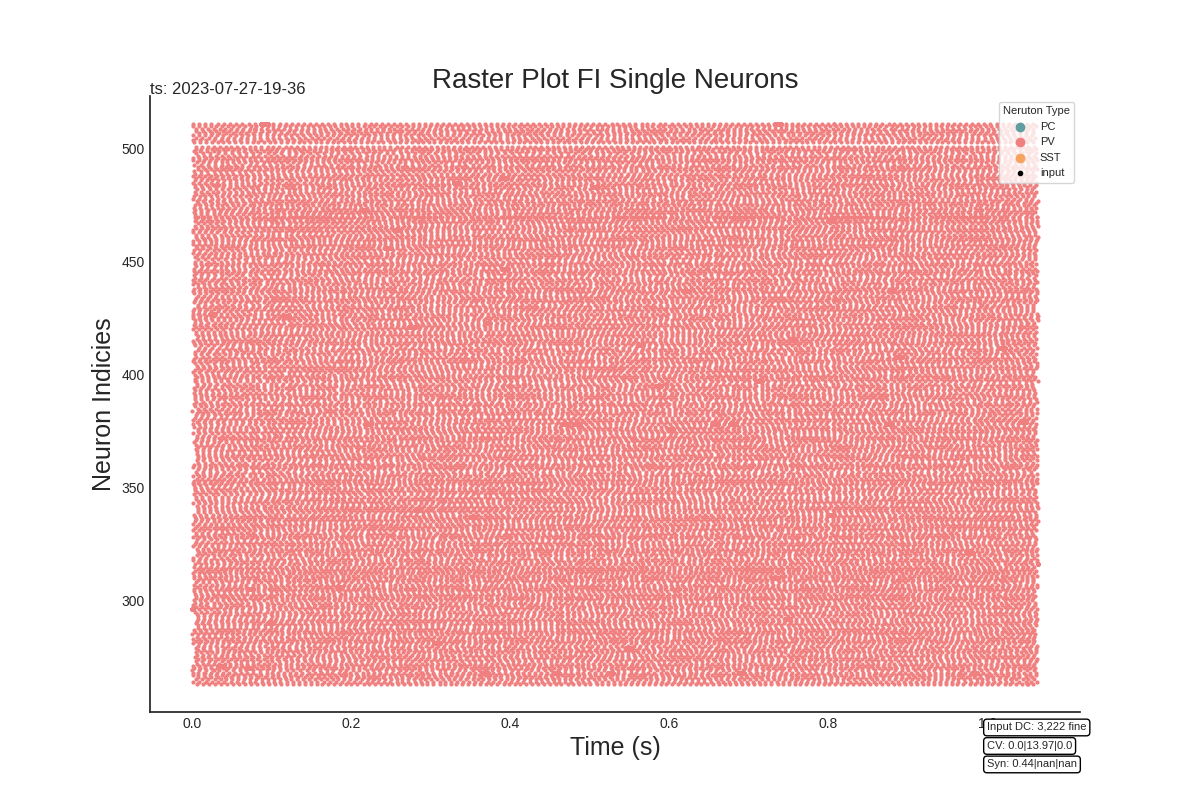 Raster Plot FI Single Neurons
ts: 2023-07-27-19-36
Neruton Type
PC
PV
SST
input
500
450
400
350
300
Neuron Indicies
0.0 0.2 0.4 0.6 0.8
Time (s)
Input DC: 3,222 fine
CV: 0.0|13.97|0.0
Syn: 0.44|nan|nan